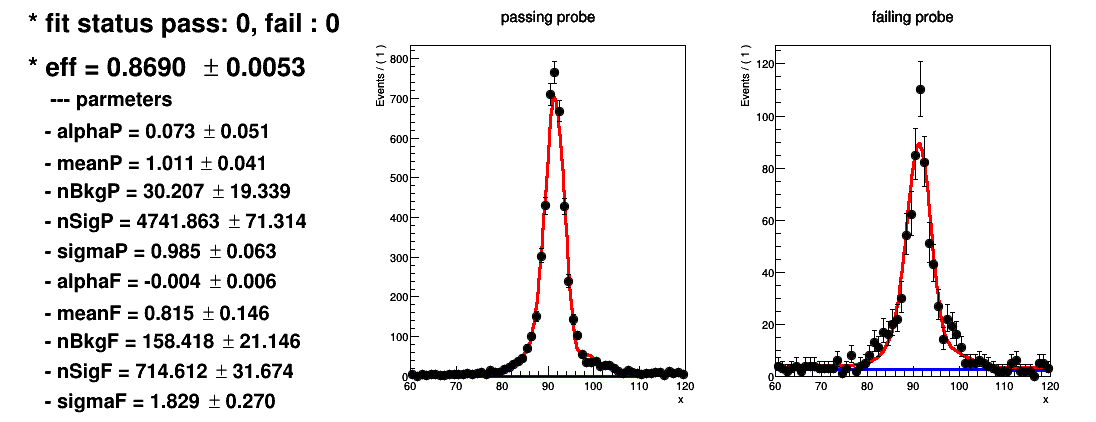 * fit status pass: 0, fail : 0
* eff = 0.8690 ± 0.0053
--- parmeters
- alphaP = 0.073 ± 0.051
- meanP = 1.011 ± 0.041
- nBkgP = 30.207 ± 19.339
- nSigP = 4741.863 ± 71.314
- sigmaP = 0.985 ± 0.063
- alphaF = -0.004 ± 0.006
- meanF = 0.815 ± 0.146
- nBkgF = 158.418 ± 21.146
- nSigF = 714.612 ± 31.674
- sigmaF = 1.829 ± 0.270
passing probe
Events / ( 1 )
800
700
600
500
400
300
200
100
0
60 70 80 90 100 110 120
x
failing probe
Events / ( 1 )
120
100
80
60
40
20
0
60 70 80 90 100 110 120
x